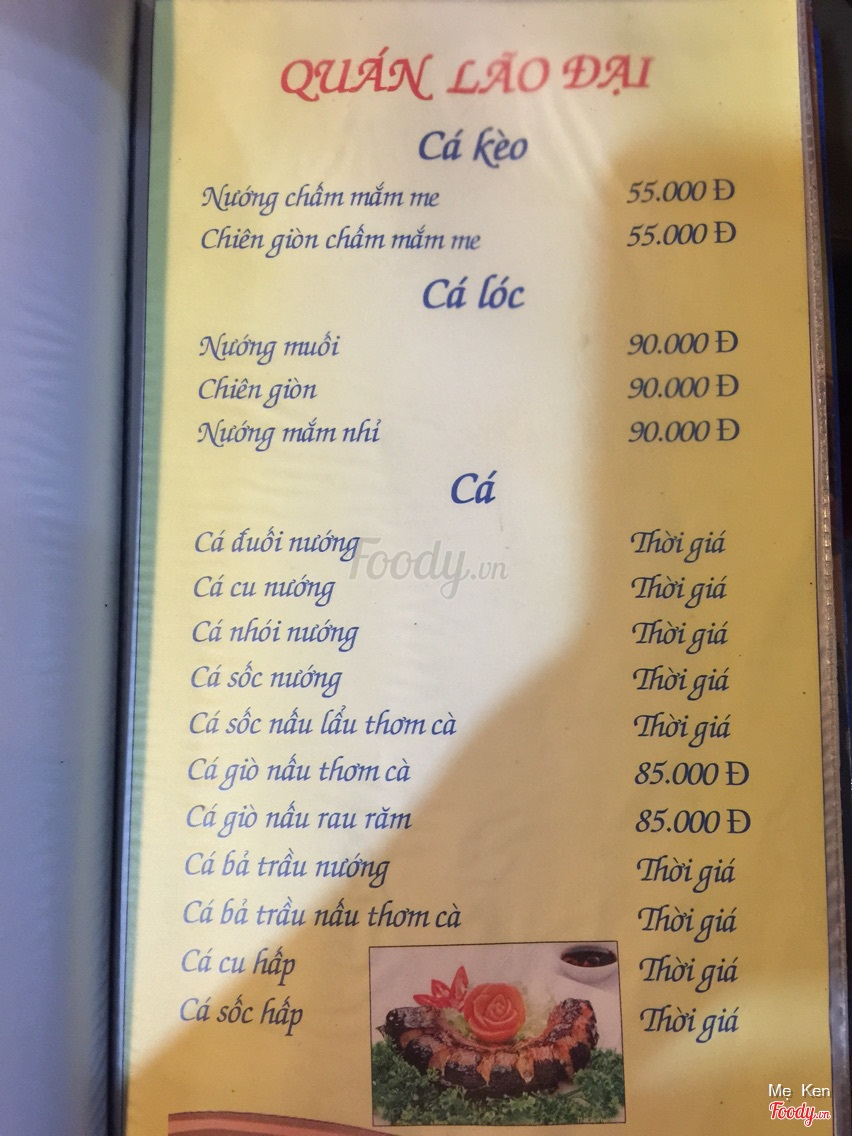 QUÁN LÃO ĐẠI
Cá kèo
Nướng chấm mắm me 55.000 Đ
Chiên giòn chấm mắm me 55.000 Đ
Cá lóc
Nướng muối 90.000 Đ
Chiên giòn 90.000 Đ
Nướng mắm nhỉ 90.000 Đ
Cá
Cá đuối nướng Thời giá
Foody.vn
Cá cu nướng Thời giá
Cá nhói nướng Thời giá
Cá sốc nướng Thời giá
Cá sốc nấu lẩu thơm cà Thời giá
Cá giò nấu thơm cà 85.000 Đ
Cá giò nấu rau răm 85.000 Đ
Cá bả trầu nướng Thời giá
Cá bả trầu nấu thơm cà Thời giá
Cá cu hấp Thời giá
Cá sốc hấp Thời giá
Mẹ Ken
Foody.vn